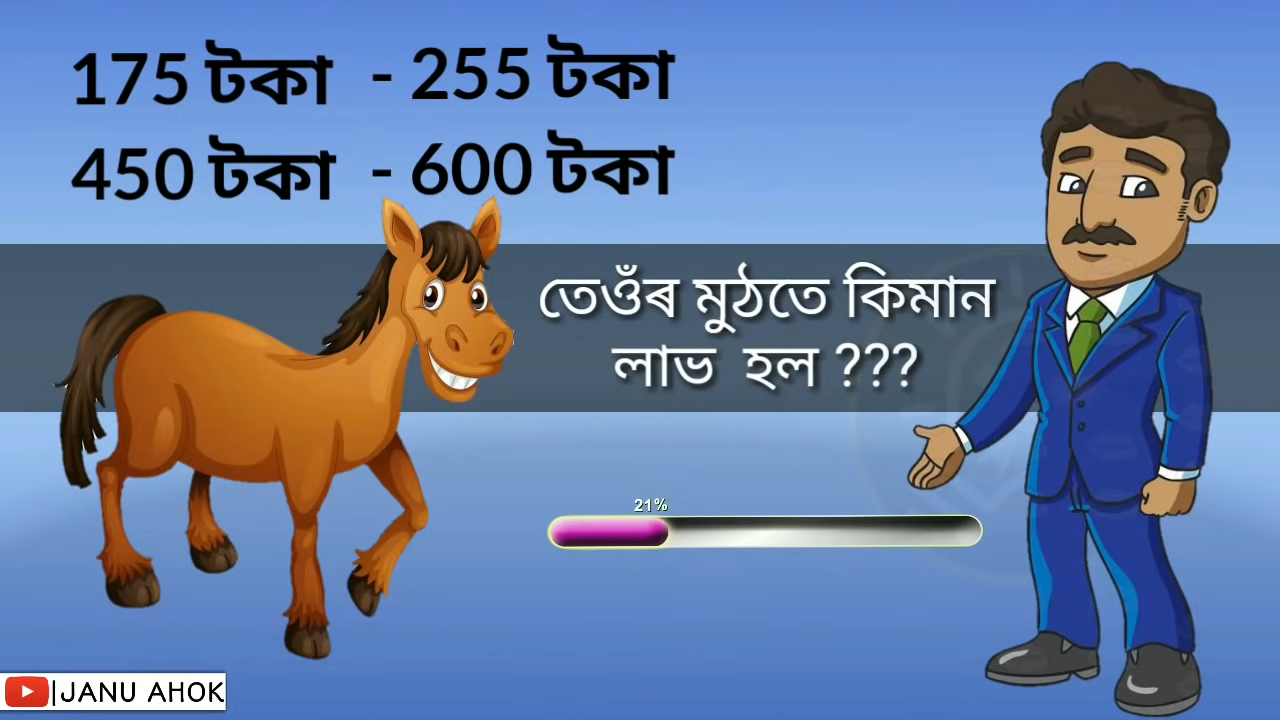 175 টকা - 255 টকা
450 টকা - 600 টকা
তেওঁৰ মুঠতে কিমান
লাভ হল ???
21%
|JANU AHOK